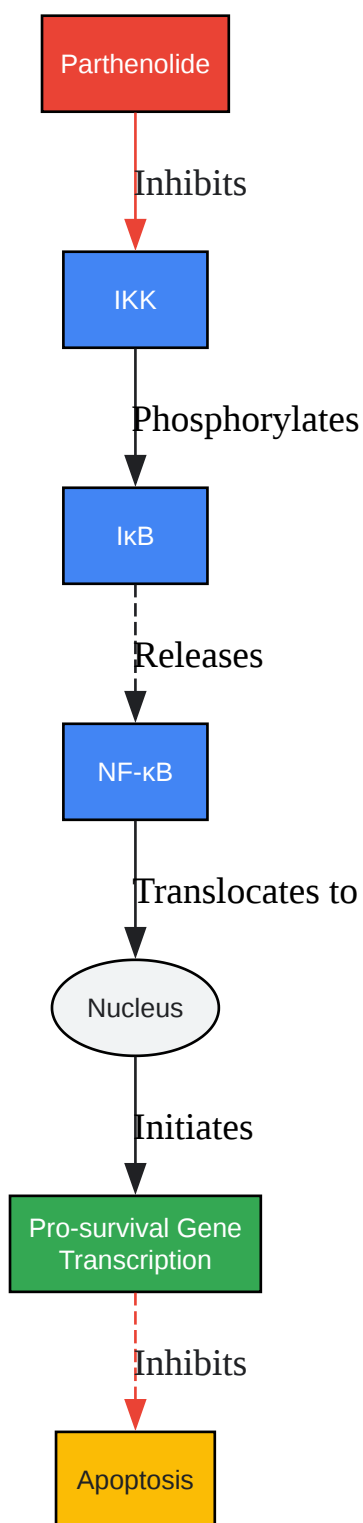 Parthenolide
Inhibits
IKK
Phosphorylates
IκB
Releases
NF-κB
Translocates to
Nucleus
Initiates
Pro-survival Gene
Transcription
Inhibits
Apoptosis